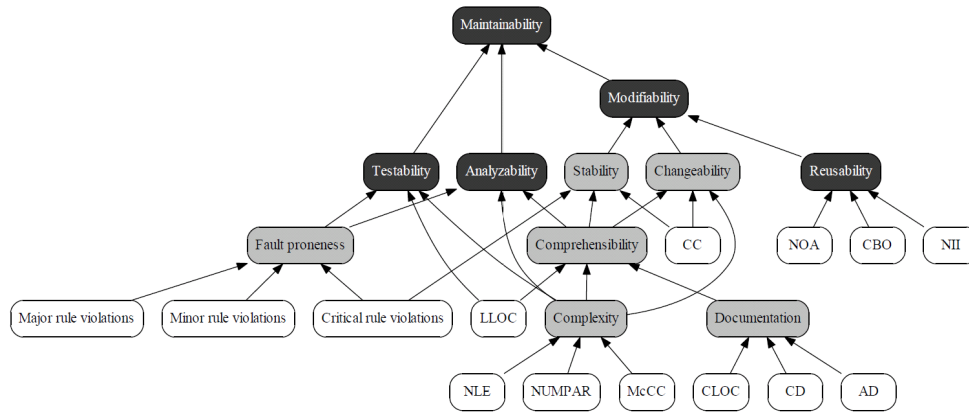 Maintainability
Modifiability
Testability
Analyzability
Stability
Changeability
Reusability
Fault proneness
Comprehensibility
CC
NOA
CBO
NII
Major rule violations
Minor rule violations
Critical rule violations
LLOC
Complexity
Documentation
NLE
NUMPAR
McCC
CLOC
CD
AD